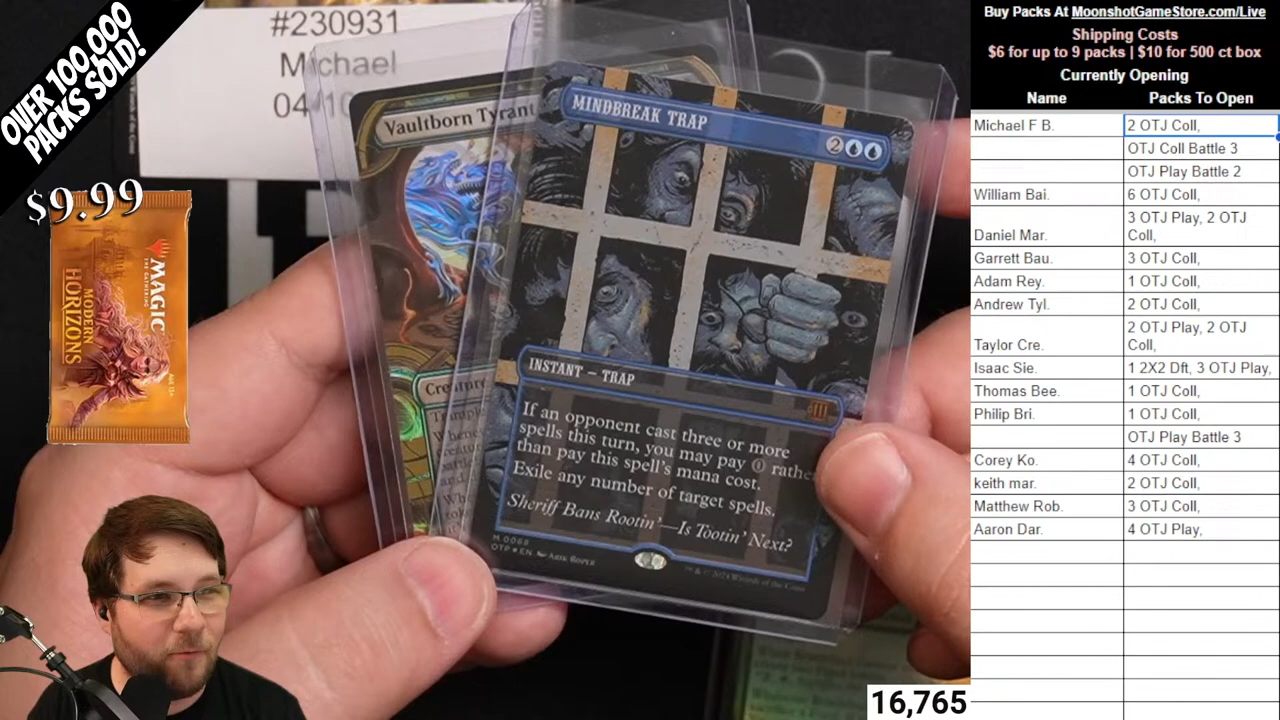 OVER 100,000
PACKS SOLD!
$9.99
MAGIC
THE GATHERING
MODERN
HORIZONS
#230931
Michael
04/10
Vaultborn Tyrant
Creature
MINDBREAK TRAP
2
INSTANT – TRAP
If an opponent cast three or more
spells this turn, you may pay 0 rather
than pay this spell's mana cost.
Exile any number of target spells.
Sheriff Bans Rootin'—Is Tootin' Next?
M 0068
OTP EN
16,765
Buy Packs At MoonshotGameStore.com/Live
Shipping Costs
$6 for up to 9 packs | $10 for 500 ct box
Currently Opening
Name Packs To Open
Michael F B. 2 OTJ Coll,
OTJ Coll Battle 3
OTJ Play Battle 2
William Bai. 6 OTJ Coll,
3 OTJ Play, 2 OTJ
Daniel Mar. Coll,
Garrett Bau. 3 OTJ Coll,
Adam Rey. 1 OTJ Coll,
Andrew Tyl. 2 OTJ Coll,
2 OTJ Play, 2 OTJ
Taylor Cre. Coll,
Isaac Sie. 1 2X2 Dft, 3 OTJ Play,
Thomas Bee. 1 OTJ Coll,
Philip Bri. 1 OTJ Coll,
OTJ Play Battle 3
Corey Ko. 4 OTJ Coll,
keith mar. 2 OTJ Coll,
Matthew Rob. 3 OTJ Coll,
Aaron Dar. 4 OTJ Play,